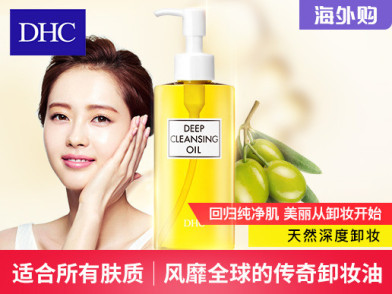 DHC
海外购
DEEP
CLEANSING
OIL
DHC
回归纯净肌 美丽从卸妆开始
天然深度卸妆
适合所有肤质|风靡全球的传奇卸妆油